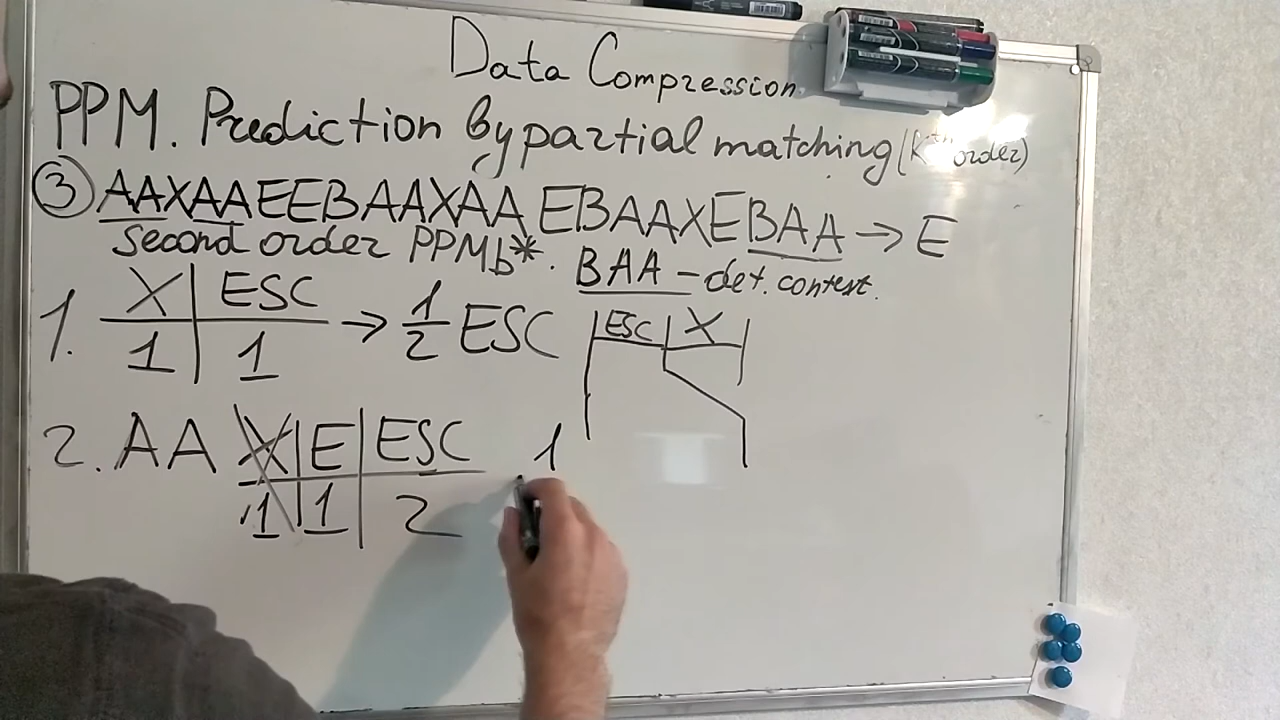 Data Compression.
PPM. Prediction by partial matching (Kth order)
3 AAXAAEEBAAXAA EBAAXEBAA → E
Second order PPMb*. BAA - det. context.
1. X | ESC → 1/2 ESC
1 | 1
ESC | X
2. AA X | E | ESC 1
1 | 1 | 2